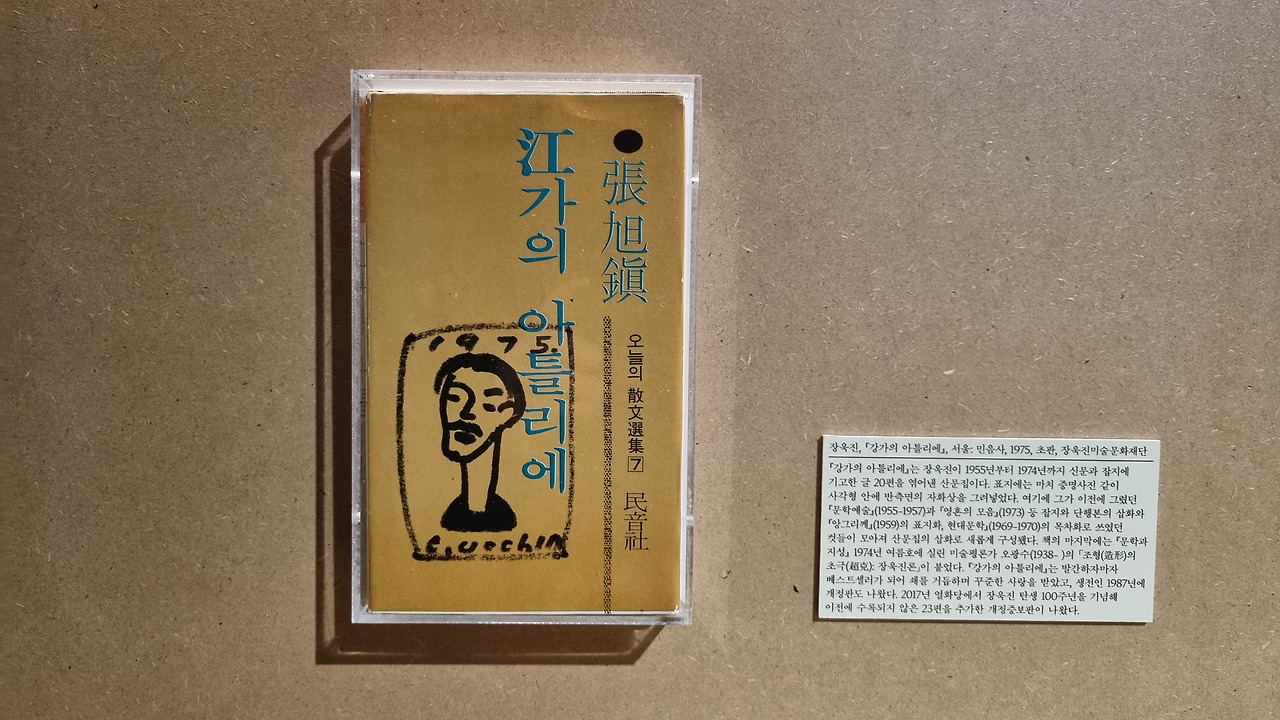 張旭鎭
江가의 아틀리에
오늘의 散文選集 7
民音社
1975.
C.UCCHIN
장욱진, 『강가의 아틀리에』, 서울: 민음사, 1975, 초판, 장욱진미술문화재단
『강가의 아틀리에』는 장욱진이 1955년부터 1974년까지 신문과 잡지에
기고한 글 20편을 엮어낸 산문집이다. 표지에는 마치 증명사진 같이
사각형 안에 반측면의 자화상을 그려넣었다. 여기에 그가 이전에 그렸던
『문학예술』(1955-1957)과 『영혼의 모음』(1973) 등 잡지와 단행본의 삽화와
『앙그리께』(1959)의 표지화, 현대문학』(1969-1970)의 목차화로 쓰였던
컷들이 모아져 산문집의 삽화로 새롭게 구성됐다. 책의 마지막에는 『문학과
지성』 1974년 여름호에 실린 미술평론가 오광수(1938- )의 「조형(造形)의
초극(超克): 장욱진론」이 붙었다. 『강가의 아틀리에』는 발간하자마자
베스트셀러가 되어 쇄를 거듭하며 꾸준한 사랑을 받았고, 생전인 1987년에
개정판도 나왔다. 2017년 열화당에서 장욱진 탄생 100주년을 기념해
이전에 수록되지 않은 23편을 추가한 개정증보판이 나왔다.